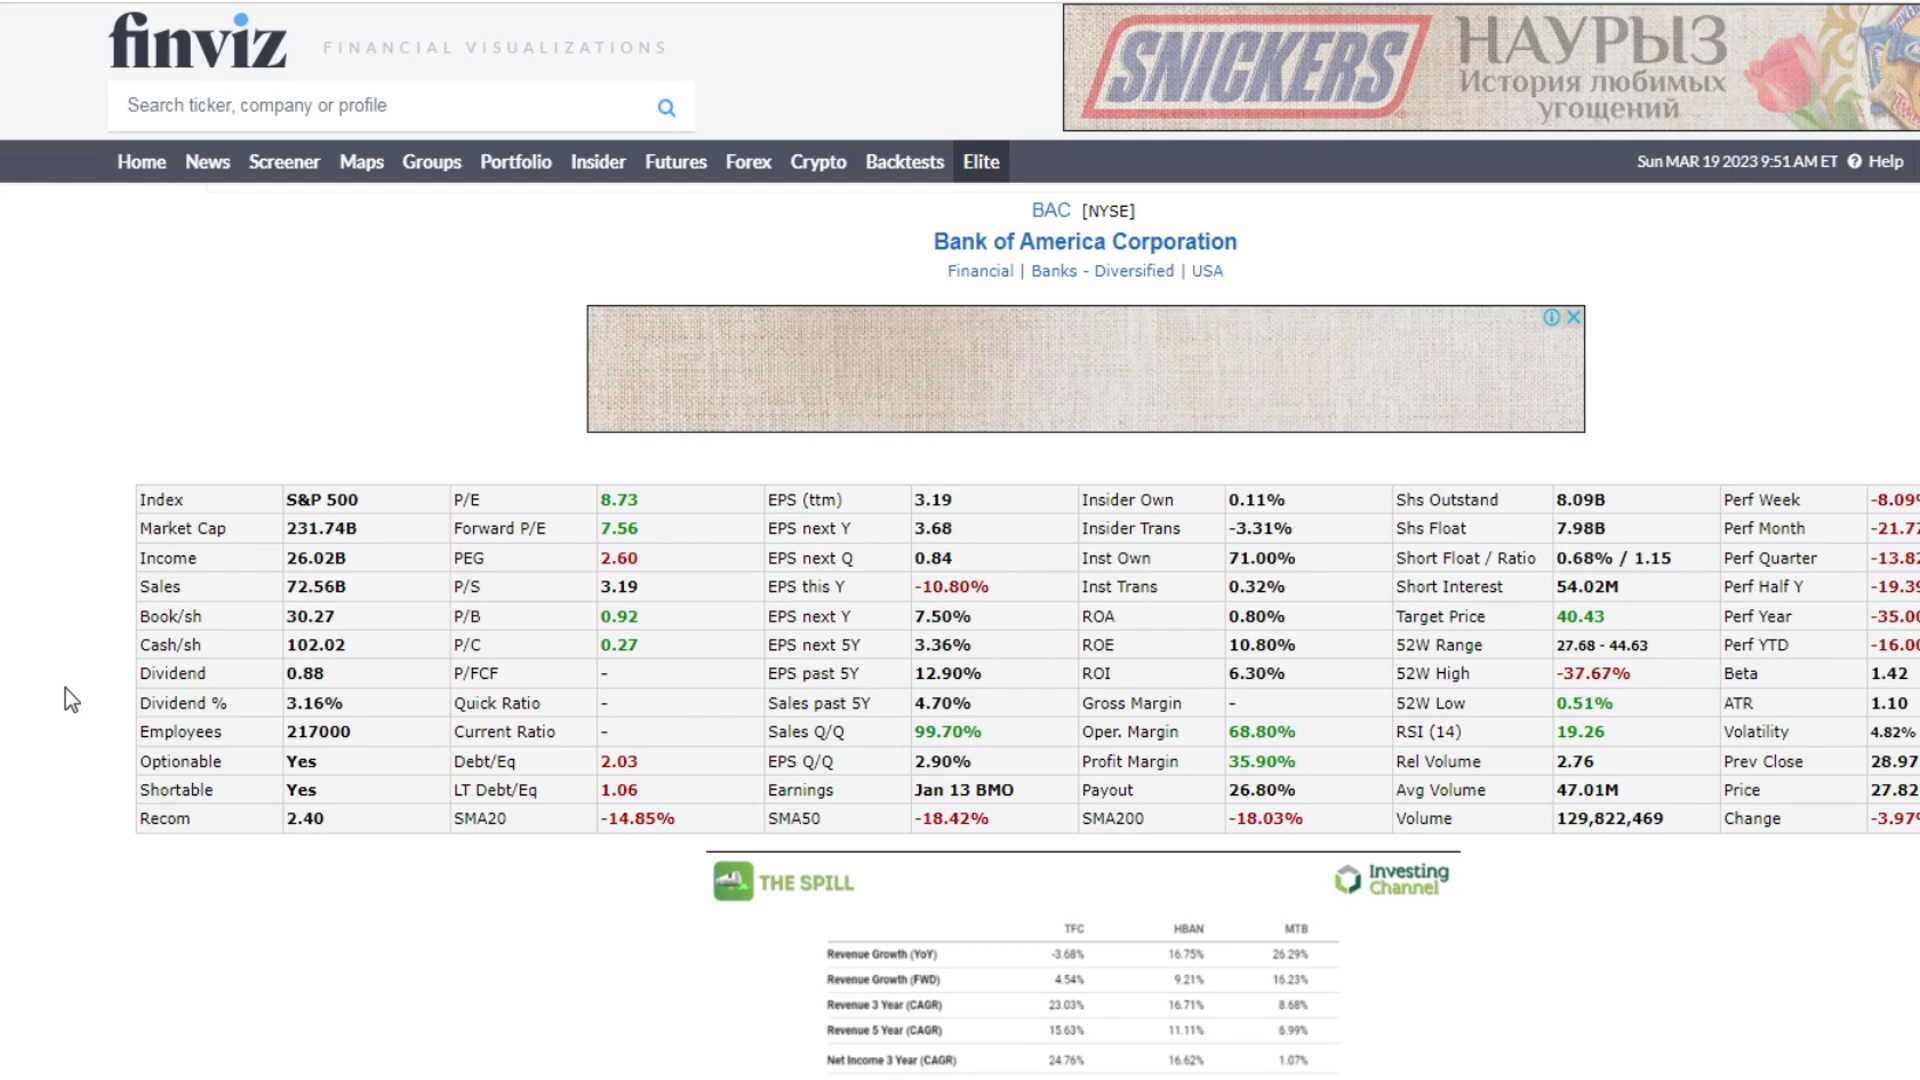 finviz FINANCIAL VISUALIZATIONS
SNICKERS НАУРЫЗ
История любимых
угощений
Search ticker, company or profile
Home News Screener Maps Groups Portfolio Insider Futures Forex Crypto Backtests Elite Sun MAR 19 2023 9:51 AM ET Help
BAC [NYSE]
Bank of America Corporation
Financial | Banks - Diversified | USA
Index S&P 500 P/E 8.73 EPS (ttm) 3.19 Insider Own 0.11% Shs Outstand 8.09B Perf Week -8.09%
Market Cap 231.74B Forward P/E 7.56 EPS next Y 3.68 Insider Trans -3.31% Shs Float 7.98B Perf Month -21.77
Income 26.02B PEG 2.60 EPS next Q 0.84 Inst Own 71.00% Short Float / Ratio 0.68% / 1.15 Perf Quarter -13.82
Sales 72.56B P/S 3.19 EPS this Y -10.80% Inst Trans 0.32% Short Interest 54.02M Perf Half Y -19.39
Book/sh 30.27 P/B 0.92 EPS next Y 7.50% ROA 0.80% Target Price 40.43 Perf Year -35.00
Cash/sh 102.02 P/C 0.27 EPS next 5Y 3.36% ROE 10.80% 52W Range 27.68 - 44.63 Perf YTD -16.00
Dividend 0.88 P/FCF - EPS past 5Y 12.90% ROI 6.30% 52W High -37.67% Beta 1.42
Dividend % 3.16% Quick Ratio - Sales past 5Y 4.70% Gross Margin - 52W Low 0.51% ATR 1.10
Employees 217000 Current Ratio - Sales Q/Q 99.70% Oper. Margin 68.80% RSI (14) 19.26 Volatility 4.82%
Optionable Yes Debt/Eq 2.03 EPS Q/Q 2.90% Profit Margin 35.90% Rel Volume 2.76 Prev Close 28.97
Shortable Yes LT Debt/Eq 1.06 Earnings Jan 13 BMO Payout 26.80% Avg Volume 47.01M Price 27.82
Recom 2.40 SMA20 -14.85% SMA50 -18.42% SMA200 -18.03% Volume 129,822,469 Change -3.97%
THE SPILL Investing Channel
TFC HBAN MTB
Revenue Growth (YoY) -3.68% 16.75% 26.29%
Revenue Growth (FWD) 4.54% 9.21% 16.23%
Revenue 3 Year (CAGR) 23.03% 16.71% 8.68%
Revenue 5 Year (CAGR) 15.63% 11.11% 6.99%
Net Income 3 Year (CAGR) 24.76% 16.62% 1.07%